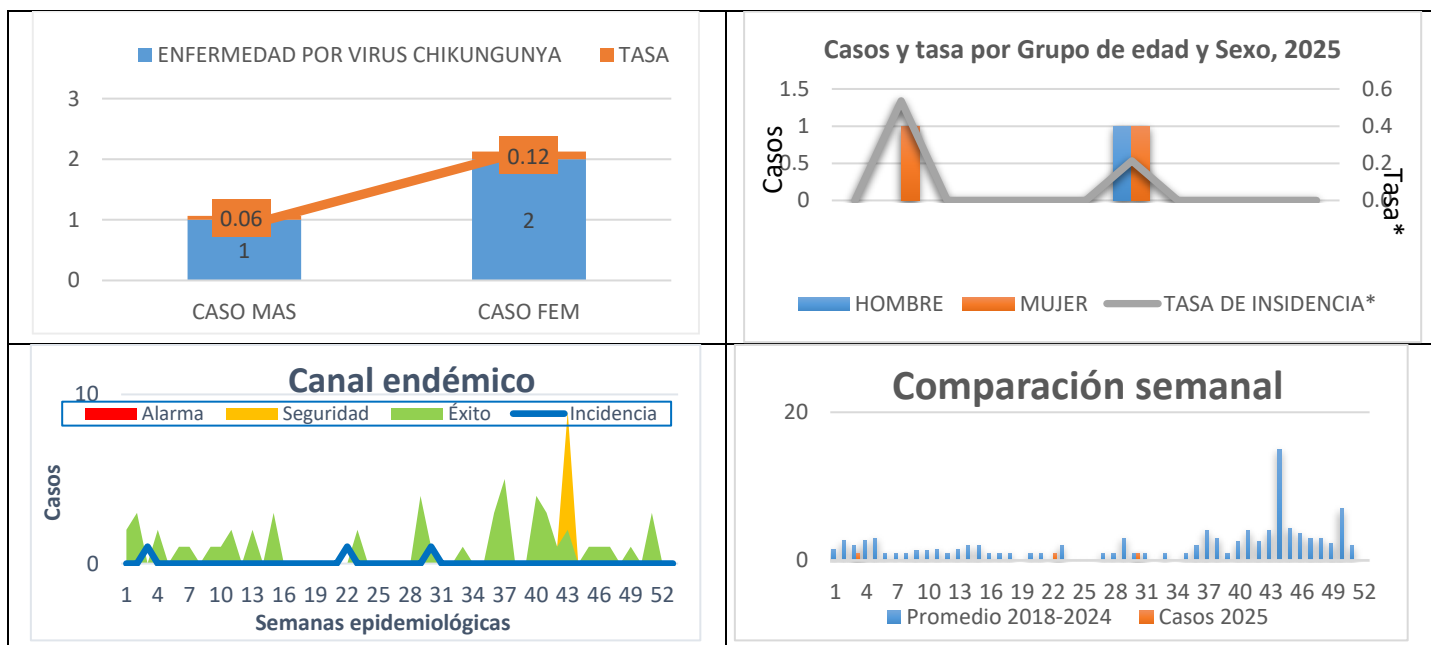 ENFERMEDAD POR VIRUS CHIKUNGUNYA TASA
3
2
1
0
0.06
1
0.12
2
CASO MAS CASO FEM
Casos y tasa por Grupo de edad y Sexo, 2025
1.5
1
0.5
0
Casos
0.6
0.4
0.2
0.0
Tasa*
HOMBRE MUJER TASA DE INSIDENCIA*
Canal endémico
10
Alarma Seguridad Éxito Incidencia
Casos
0
1 4 7 10 13 16 19 22 25 28 31 34 37 40 43 46 49 52
Semanas epidemiológicas
Comparación semanal
20
0
1 4 7 10 13 16 19 22 25 28 31 34 37 40 43 46 49 52
Promedio 2018-2024 Casos 2025